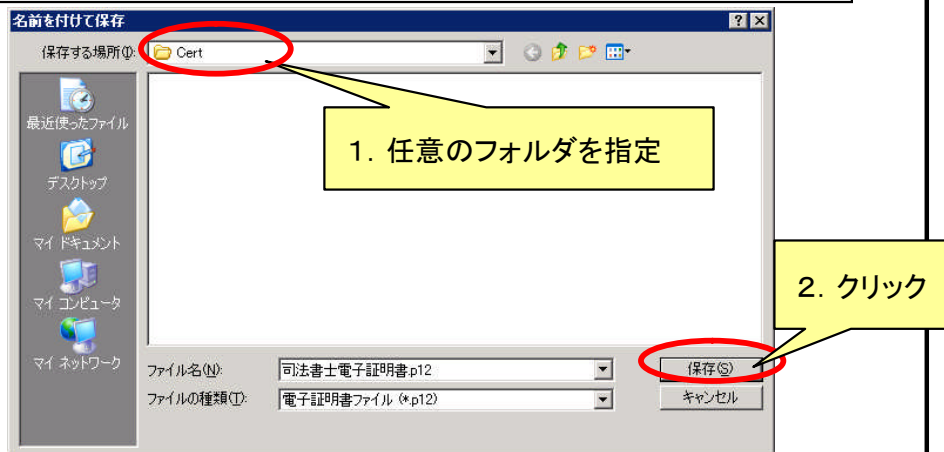 名前を付けて保存
保存する場所(I):
Cert
最近使ったファイル
デスクトップ
マイ ドキュメント
マイ コンピュータ
マイ ネットワーク
1．任意のフォルダを指定
2．クリック
ファイル名(N):
司法書士電子証明書.p12
保存(S)
ファイルの種類(T):
電子証明書ファイル (*.p12)
キャンセル